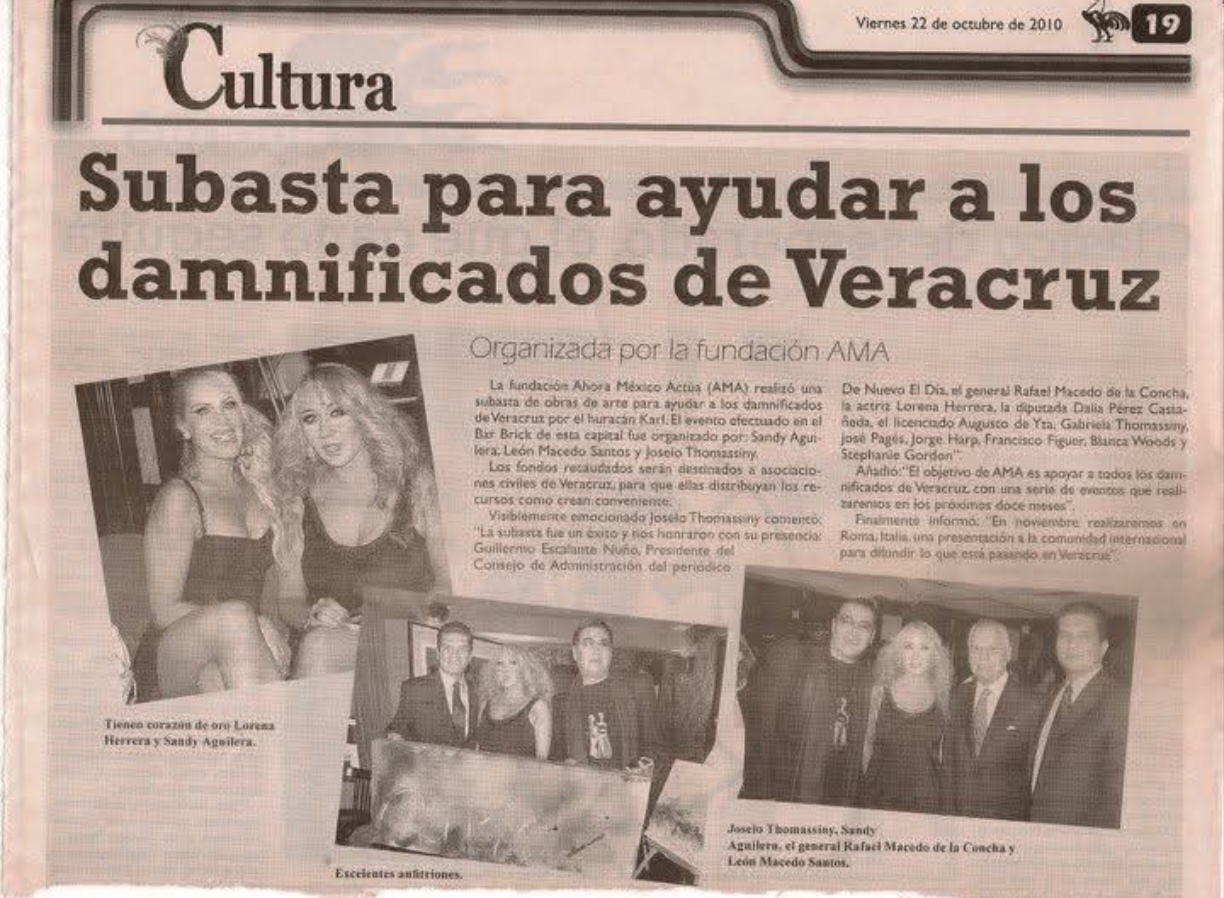 Viernes 22 de octubre de 2010
19
Cultura
Subasta para ayudar a los
damnificados de Veracruz
Organizada por la fundación AMA
La fundación Ahora México Actúa (AMA) realizó una
subasta de obras de arte para ayudar a los damnificados
de Veracruz por el huracán Karl. El evento efectuado en el
Bar Brick de esta capital fue organizado por: Sandy Agui-
lera, León Macedo Santos y Joselo Thomassiny.
Los fondos recaudados serán destinados a asociacio-
nes civiles de Veracruz, para que ellas distribuyan los re-
cursos como crean conveniente.
Visiblemente emocionado Joselo Thomassiny comentó:
"La subasta fue un éxito y nos honraron con su presencia:
Guillermo Escalante Nuño, Presidente del
Consejo de Administración del periódico
De Nuevo El Día, el general Rafael Macedo de la Concha,
la actriz Lorena Herrera, la diputada Dalia Pérez Casta-
ñeda, el licenciado Augusto de Yta, Gabriela Thomassiny,
josé Pagés, Jorge Harp, Francisco Figuer, Blanca Woods y
Stephanie Gordon"
Añadió: "El objetivo de AMA es apoyar a todos los dam-
nificados de Veracruz, con una serie de eventos que reali-
zaremos en los próximos doce meses".
Finalmente informó: "En noviembre realizaremos en
Roma, Italia, una presentación a la comunidad internacional
para difundir lo que está pasando en Veracruz".
Tienen corazón de oro Lorena
Herrera y Sandy Aguilera.
Excelentes anfitriones.
Joselo Thomassiny, Sandy
Aguilera, el general Rafael Macedo de la Concha y
León Macedo Santos.